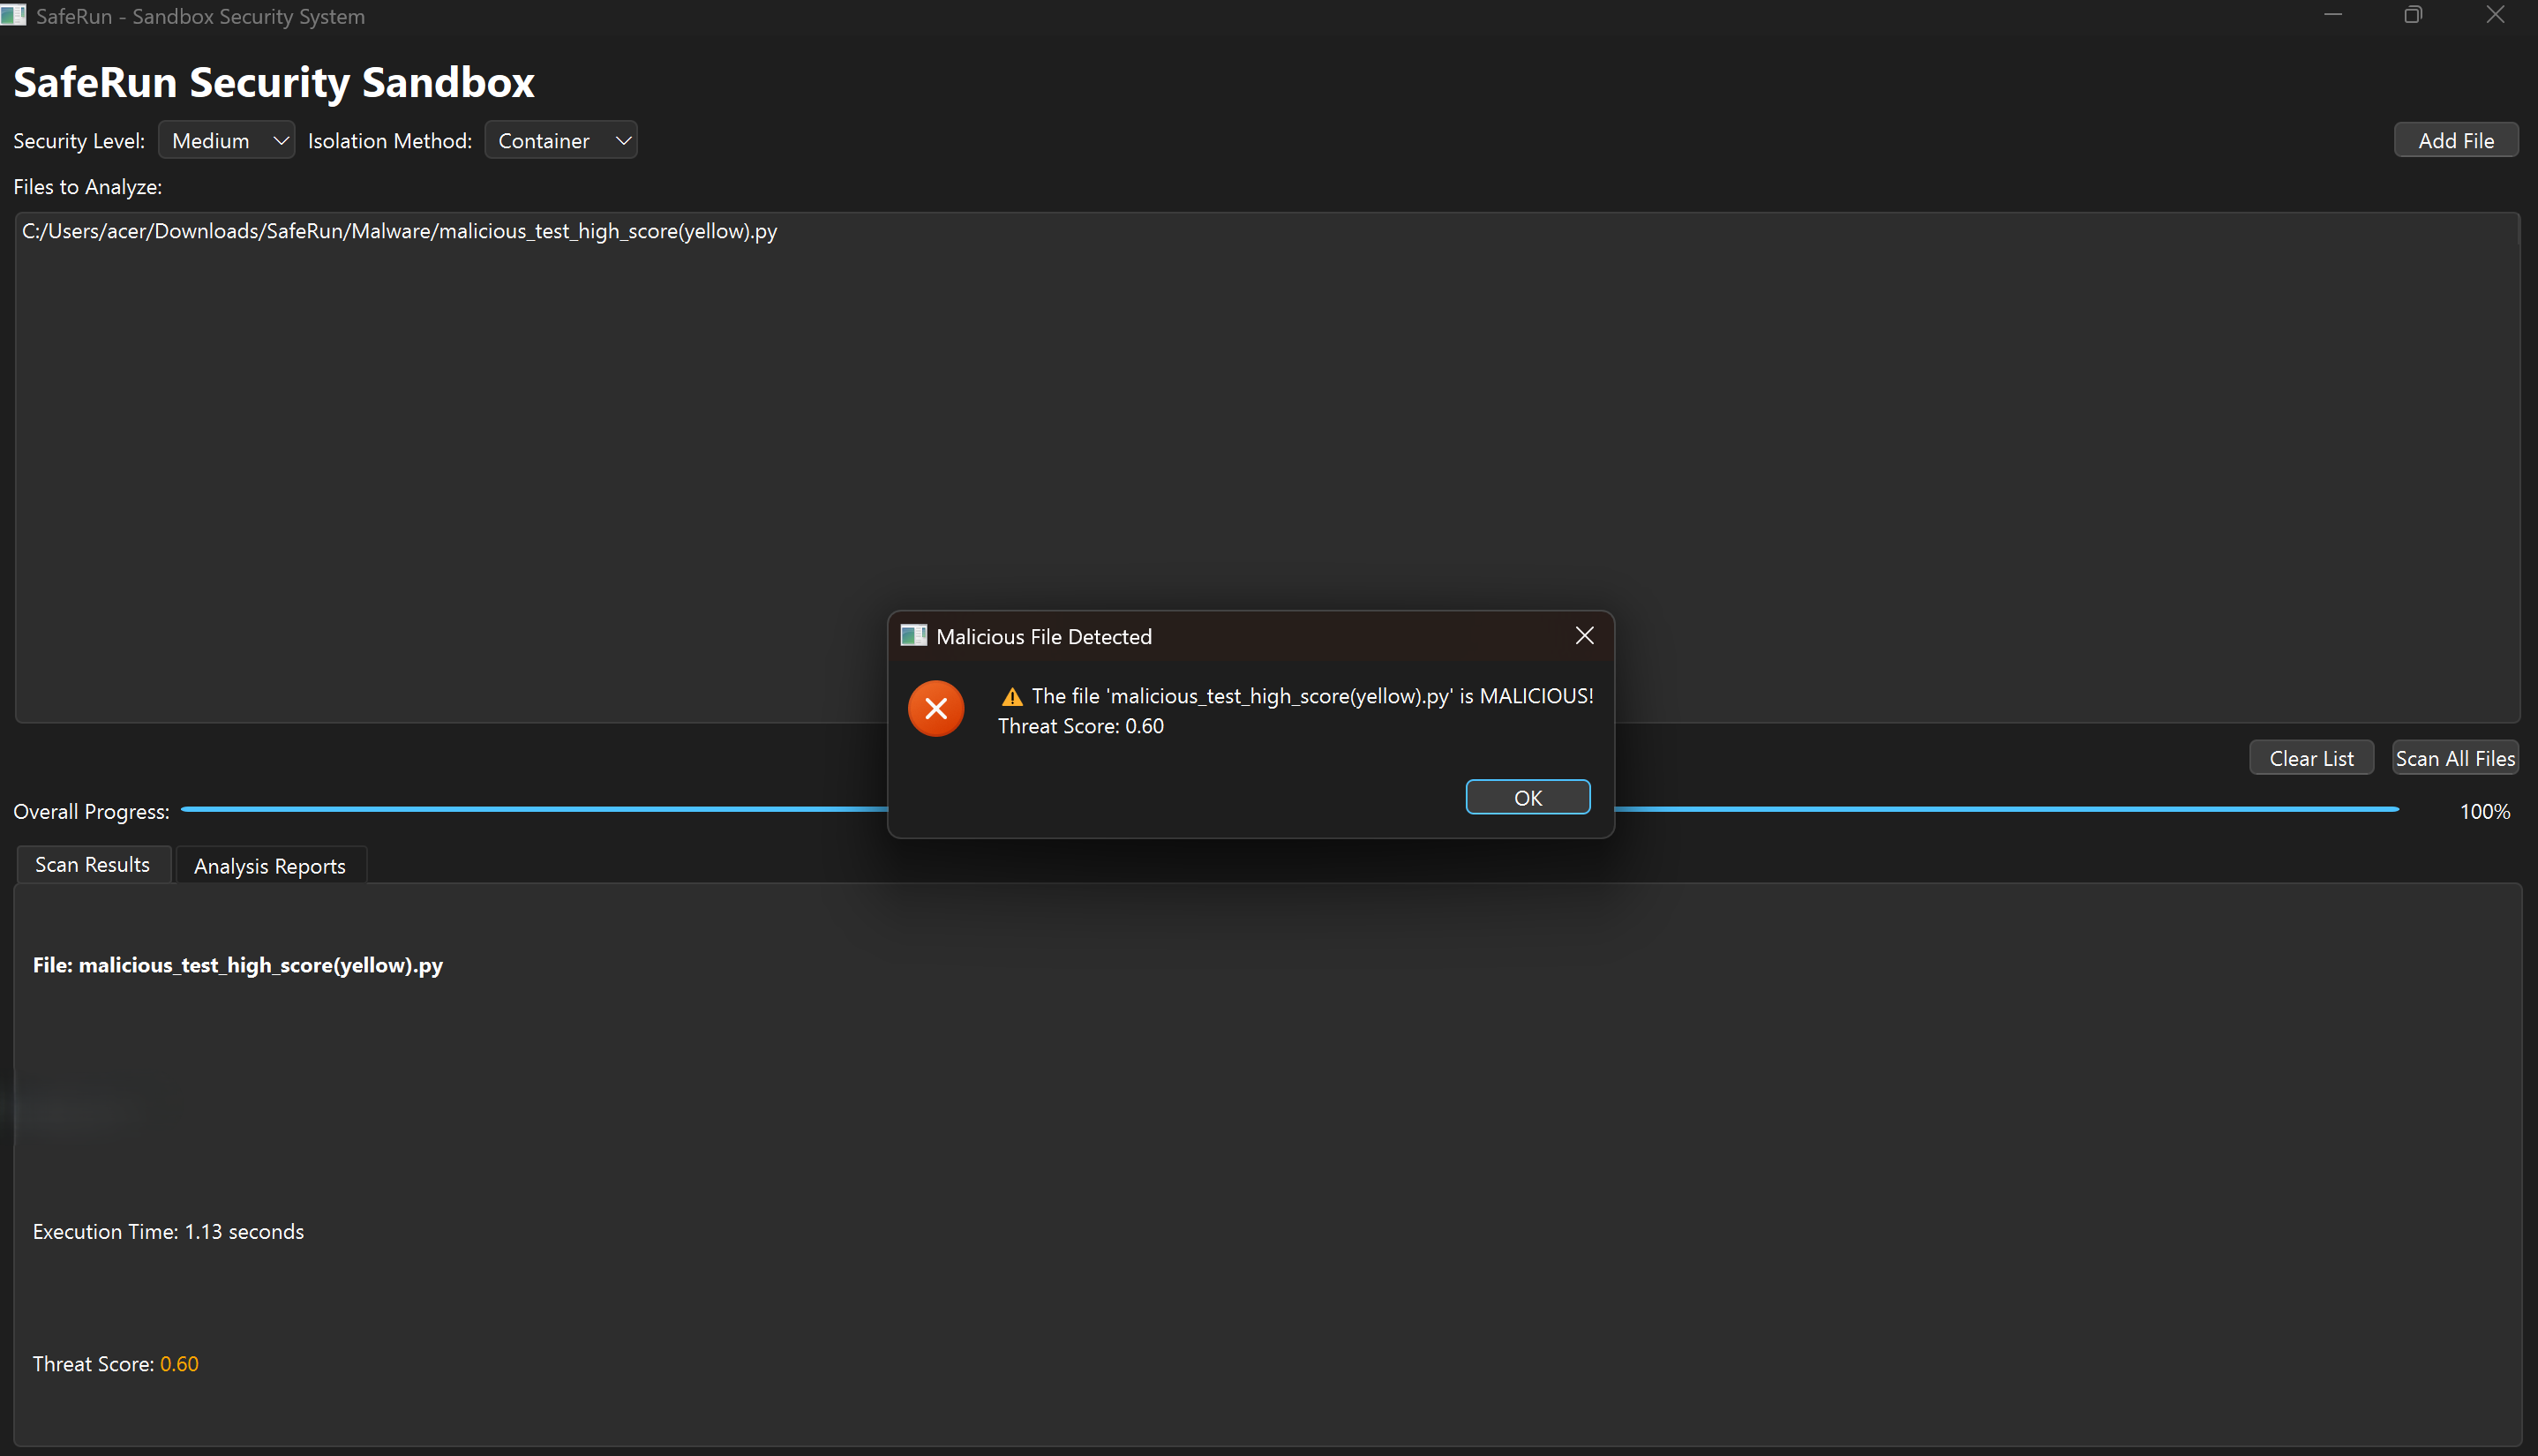 SafeRun - Sandbox Security System
SafeRun Security Sandbox
Security Level: Medium Isolation Method: Container Add File
Files to Analyze:
C:/Users/acer/Downloads/SafeRun/Malware/malicious_test_high_score(yellow).py
Malicious File Detected
⚠ The file 'malicious_test_high_score(yellow).py' is MALICIOUS!
Threat Score: 0.60
OK
Clear List Scan All Files
Overall Progress: 100%
Scan Results Analysis Reports
File: malicious_test_high_score(yellow).py
Execution Time: 1.13 seconds
Threat Score: 0.60